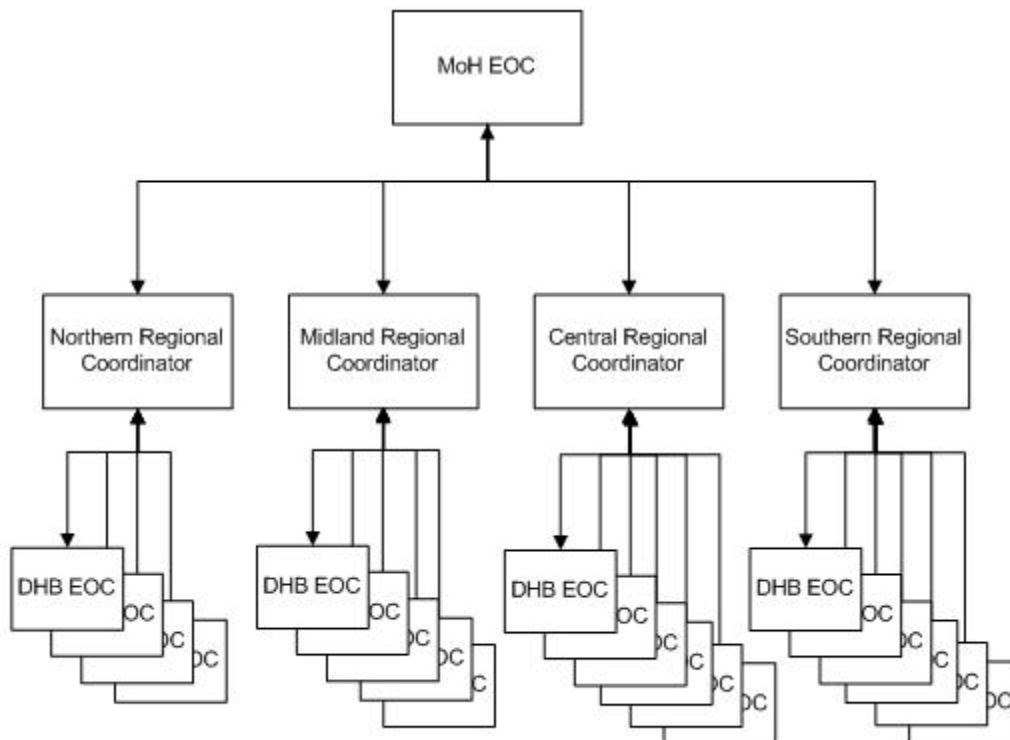 MoH EOC
Northern Regional
Coordinator
Midland Regional
Coordinator
Central Regional
Coordinator
Southern Regional
Coordinator
DHB EOC
DHB EOC
DHB EOC
DHB EOC